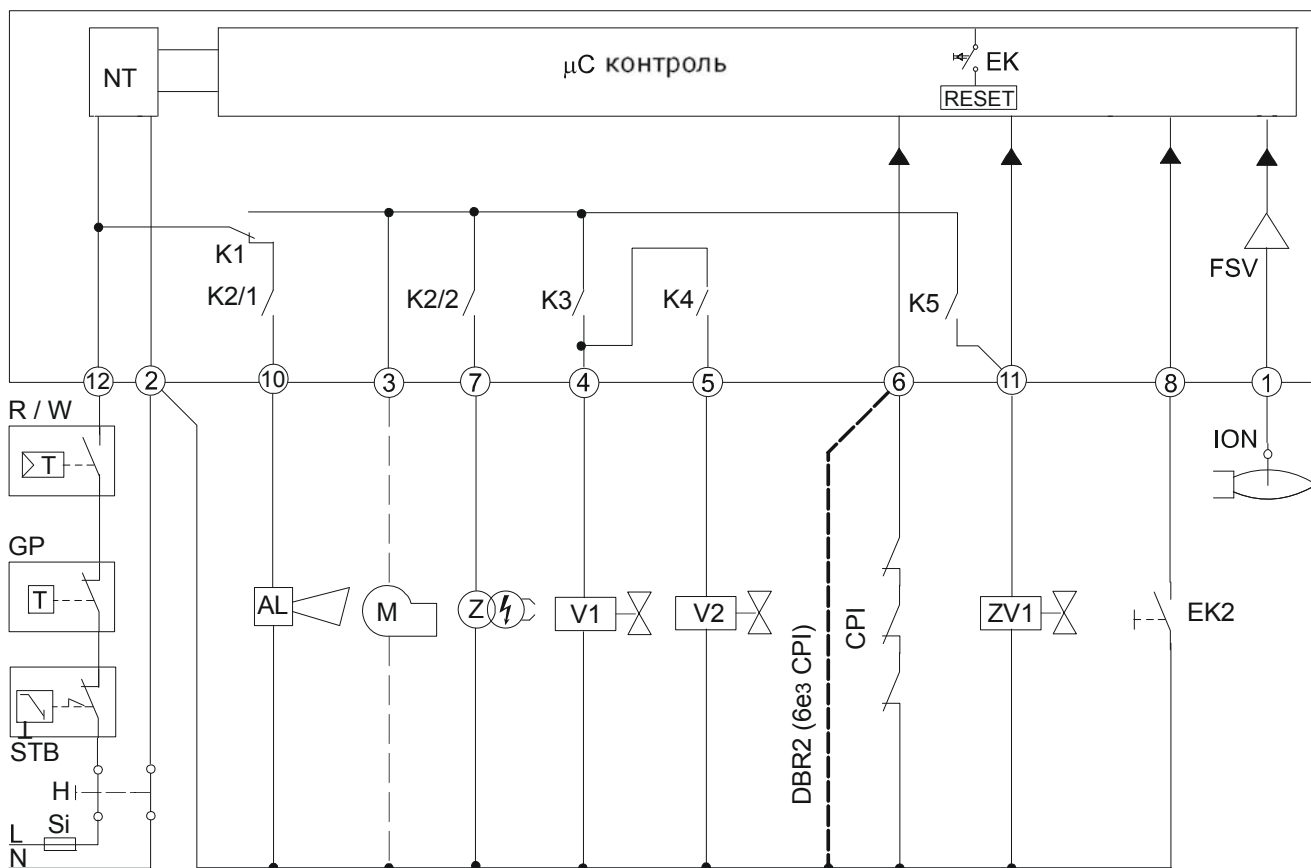 NT
μC контроль
EK
RESET
K1
K2/1
K2/2
K3
K4
K5
FSV
12
2
10
3
7
4
5
6
11
8
1
R / W
T
ION
GP
T
AL
M
Z
V1
V2
DBR2 (без CPI)
CPI
ZV1
EK2
STB
H
Si
L
N